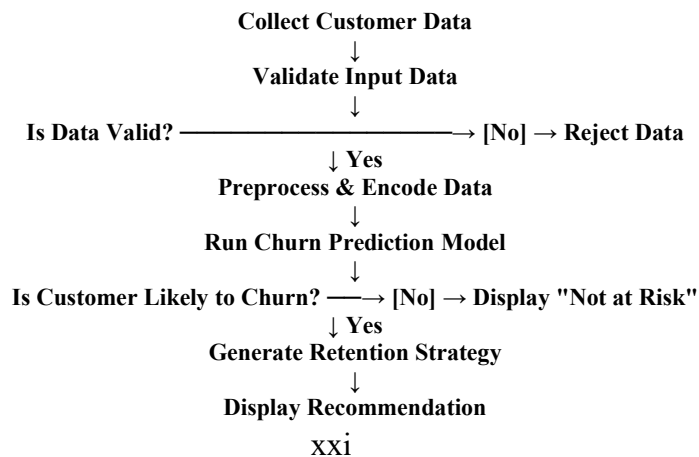 Collect Customer Data
↓
Validate Input Data
↓
Is Data Valid? ────────────────→ [No] → Reject Data
↓ Yes
Preprocess & Encode Data
↓
Run Churn Prediction Model
↓
Is Customer Likely to Churn? ──→ [No] → Display "Not at Risk"
↓ Yes
Generate Retention Strategy
↓
Display Recommendation
xxi